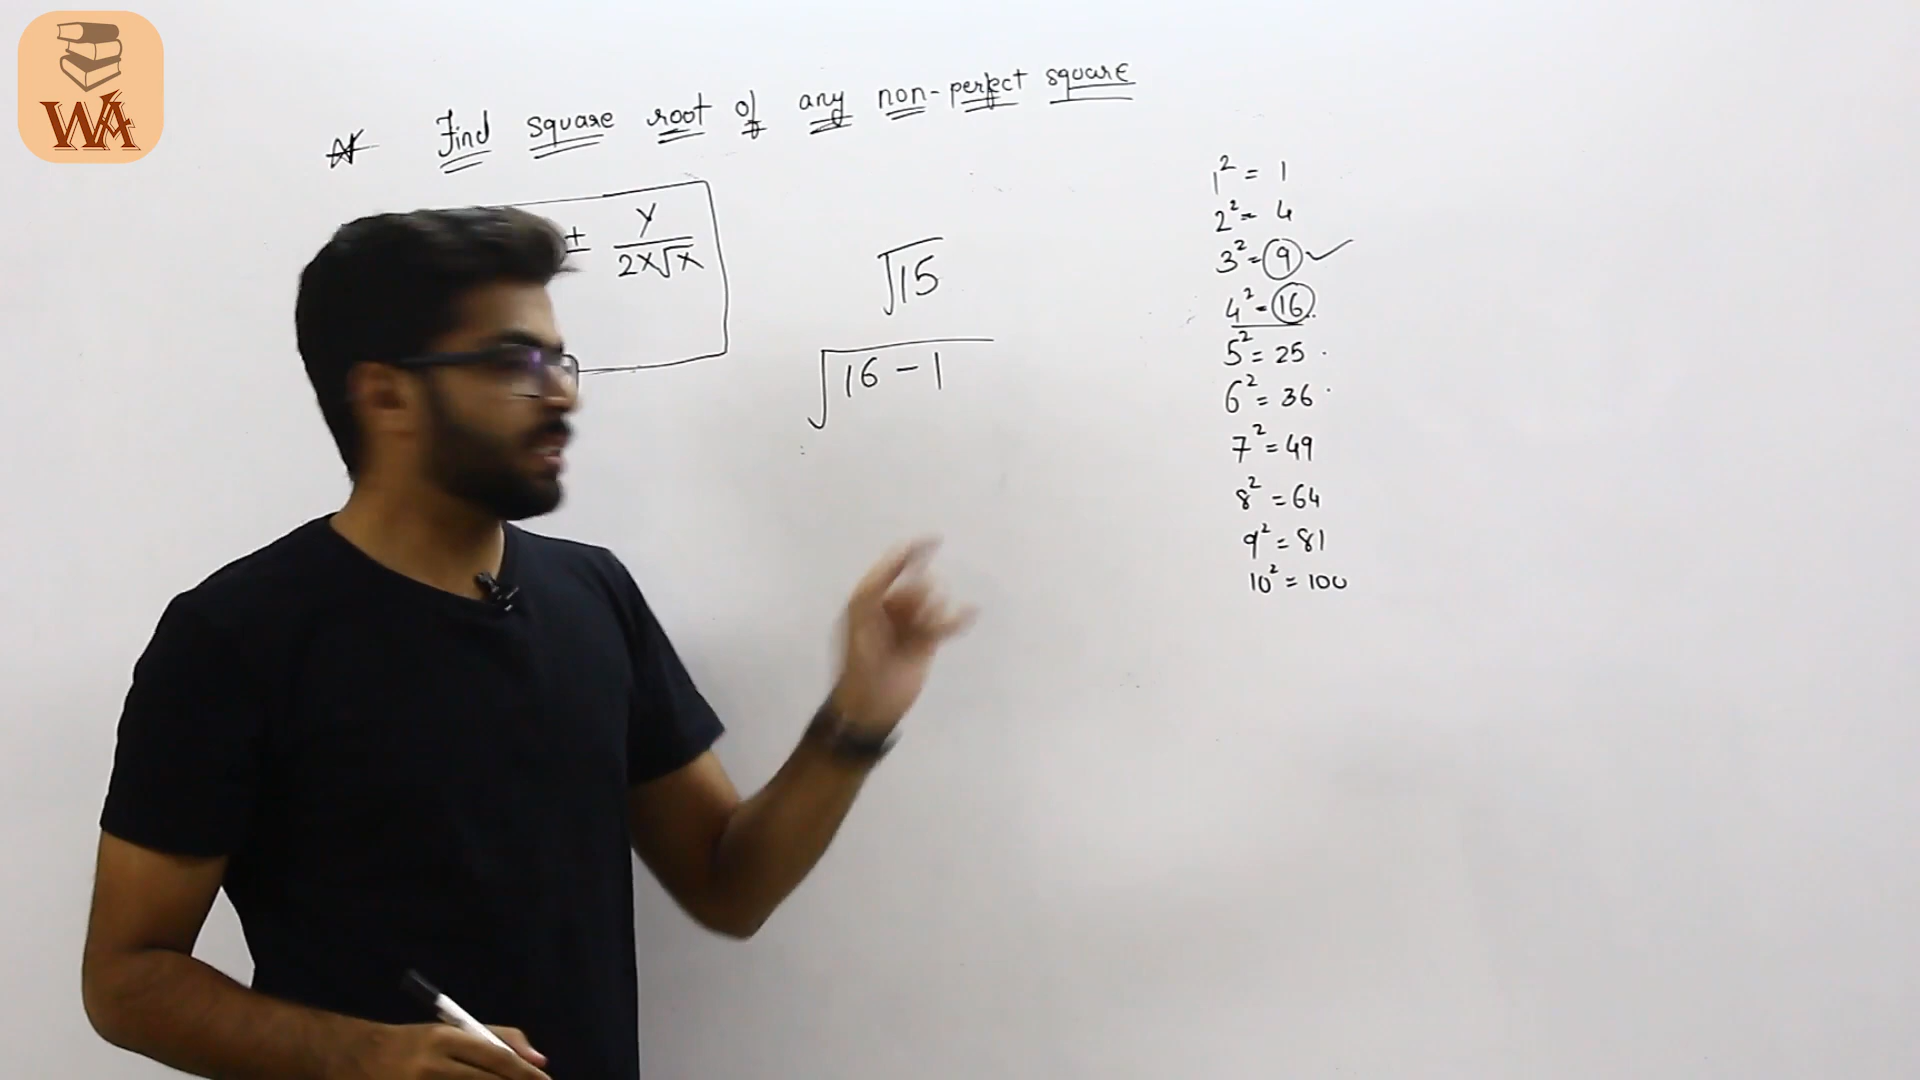 WA
Find square root of any non-perfect square
± y / 2×√x
√15
√16 - 1
1² = 1
2² = 4
3² = 9 ✓
4² = 16
5² = 25
6² = 36
7² = 49
8² = 64
9² = 81
10² = 100